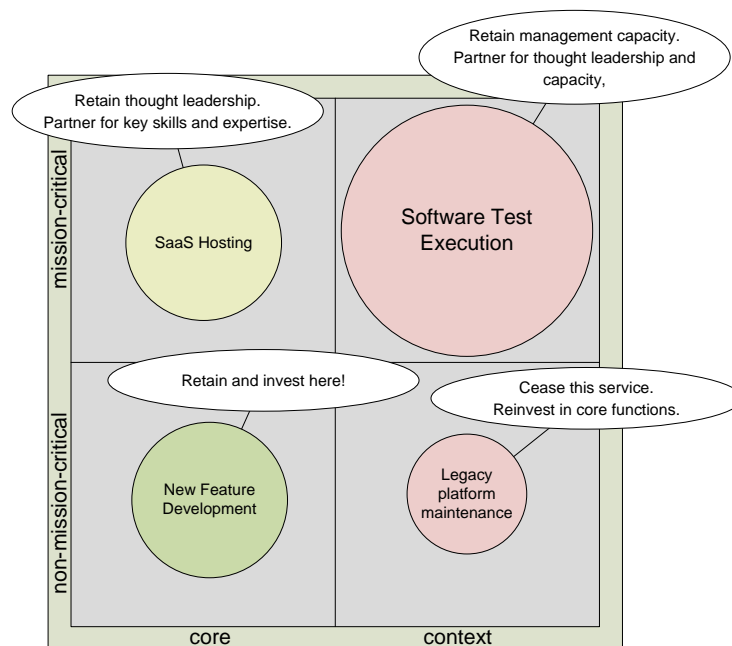 Retain management capacity.
Partner for thought leadership and
capacity,
Retain thought leadership.
Partner for key skills and expertise.
mission-critical
SaaS Hosting
Software Test
Execution
Retain and invest here!
Cease this service.
Reinvest in core functions.
non-mission-critical
New Feature
Development
Legacy
platform
maintenance
core
context